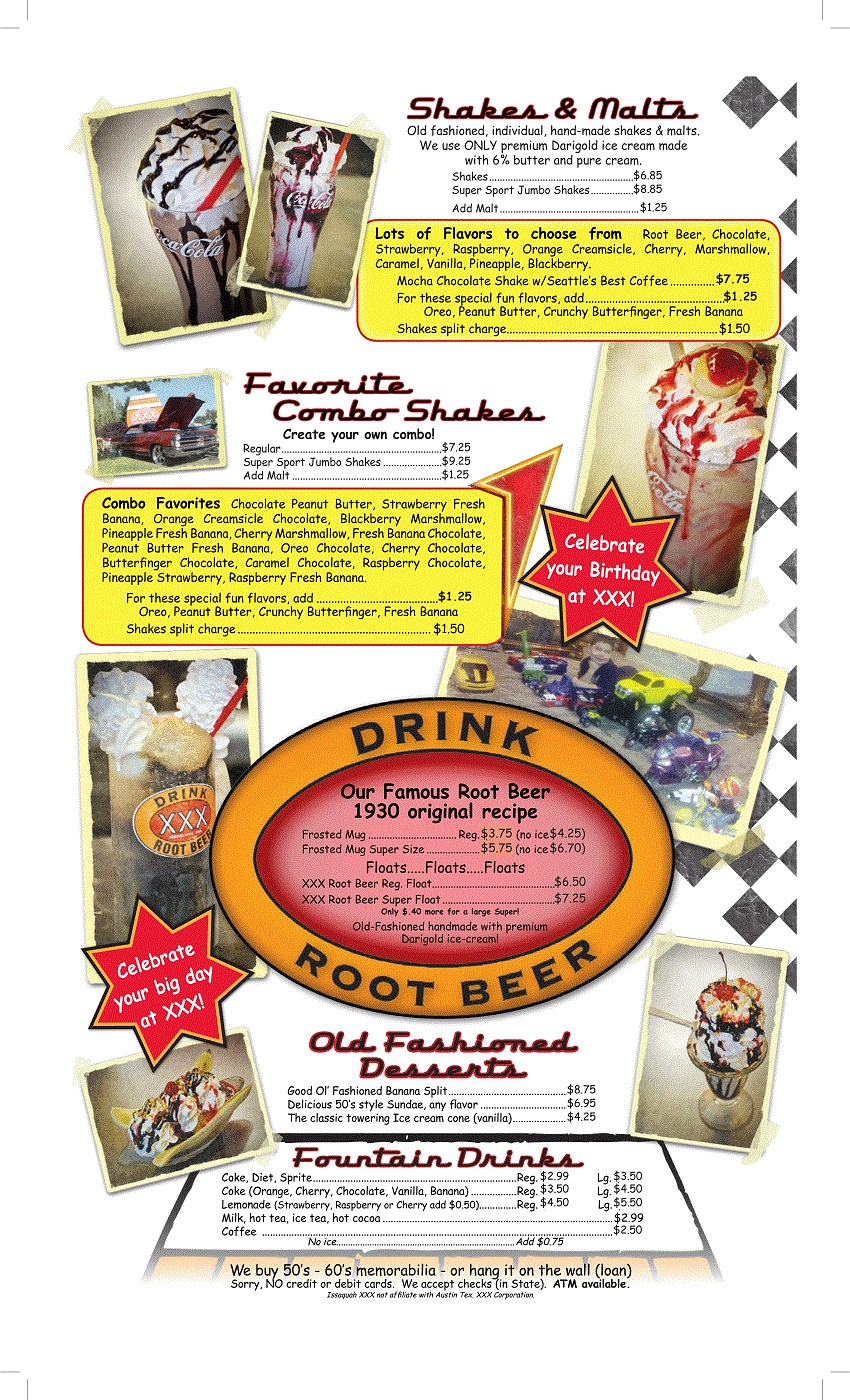 Shakes & Malts
Old fashioned, individual, hand-made shakes & malts.
We use ONLY premium Darigold ice cream made
with 6% butter and pure cream.
Shakes..................................................$6.85
Super Sport Jumbo Shakes...............$8.85
Add Malt................................................$1.25
Coca-Cola
Coca-Cola
Lots of Flavors to choose from Root Beer, Chocolate,
Strawberry, Raspberry, Orange Creamsicle, Cherry, Marshmallow,
Caramel, Vanilla, Pineapple, Blackberry.
Mocha Chocolate Shake w/Seattle's Best Coffee ..............$7.75
For these special fun flavors, add...........................................$1.25
Oreo, Peanut Butter, Crunchy Butterfinger, Fresh Banana
Shakes split charge................................................................$1.50
Favorite
Combo Shakes
Create your own combo!
Regular......................................................$7.25
Super Sport Jumbo Shakes ....................$9.25
Add Malt ...................................................$1.25
XXX
Combo Favorites Chocolate Peanut Butter, Strawberry Fresh
Banana, Orange Creamsicle Chocolate, Blackberry Marshmallow,
Pineapple Fresh Banana, Cherry Marshmallow, Fresh Banana Chocolate,
Peanut Butter Fresh Banana, Oreo Chocolate, Cherry Chocolate,
Butterfinger Chocolate, Caramel Chocolate, Raspberry Chocolate,
Pineapple Strawberry, Raspberry Fresh Banana.
For these special fun flavors, add .....................................$1.25
Oreo, Peanut Butter, Crunchy Butterfinger, Fresh Banana
Shakes split charge.......................................................... $1.50
Celebrate
your Birthday
at XXX!
DRINK
XXX
ROOT BEER
DRINK
Our Famous Root Beer
1930 original recipe
Frosted Mug .............................. Reg. $3.75 (no ice $4.25)
Frosted Mug Super Size ..................$5.75 (no ice $6.70)
Floats.....Floats.....Floats
XXX Root Beer Reg. Float..........................................$6.50
XXX Root Beer Super Float.......................................$7.25
Only $.40 more for a large Super!
Old-Fashioned handmade with premium
Darigold ice-cream!
ROOT BEER
Celebrate
your big day
at XXX!
Old Fashioned
Desserts
Good Ol' Fashioned Banana Split........................................$8.75
Delicious 50's style Sundae, any flavor .............................$6.95
The classic towering Ice cream cone (vanilla)...................$4.25
Fountain Drinks
Coke, Diet, Sprite....................................................................Reg. $2.99 Lg. $3.50
Coke (Orange, Cherry, Chocolate, Vanilla, Banana) ...............Reg. $3.50 Lg. $4.50
Lemonade (Strawberry, Raspberry or Cherry add $0.50).............Reg. $4.50 Lg. $5.50
Milk, hot tea, ice tea, hot cocoa ..............................................................................$2.99
Coffee ......................................................................................................................$2.50
No ice..............................................................Add $0.75
We buy 50's - 60's memorabilia - or hang it on the wall (loan)
Sorry, NO credit or debit cards. We accept checks (in State). ATM available.
Issaquah XXX not affiliate with Austin Tex. XXX Corporation.